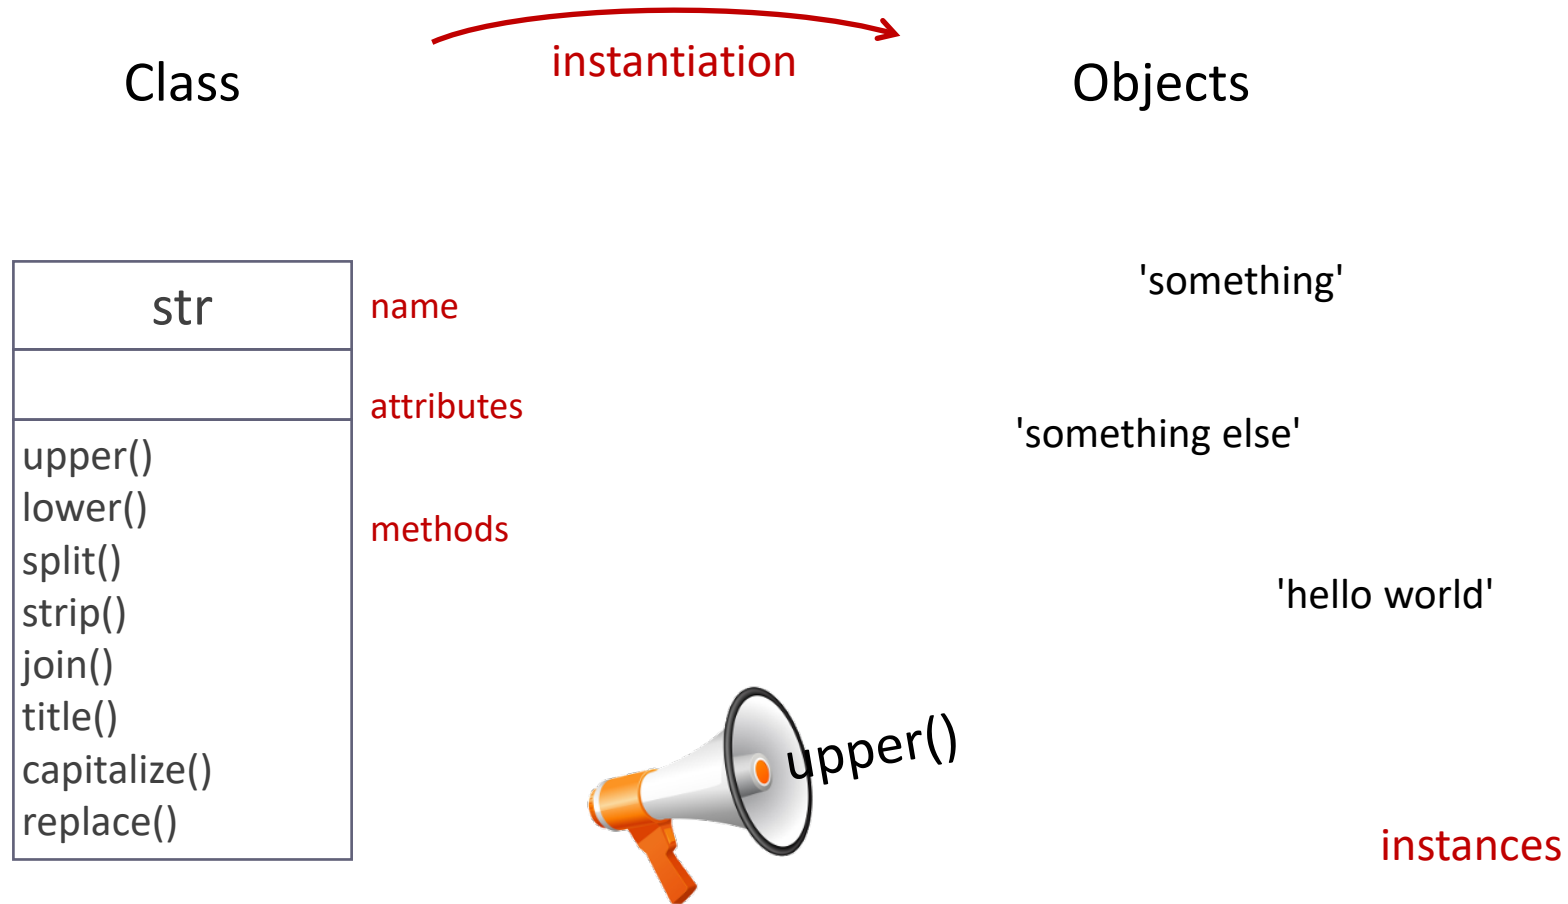 instantiation
Class
Objects
str
name
attributes
upper()
lower()
split()
strip()
join()
title()
capitalize()
replace()
methods
'something'
'something else'
'hello world'
upper()
instances